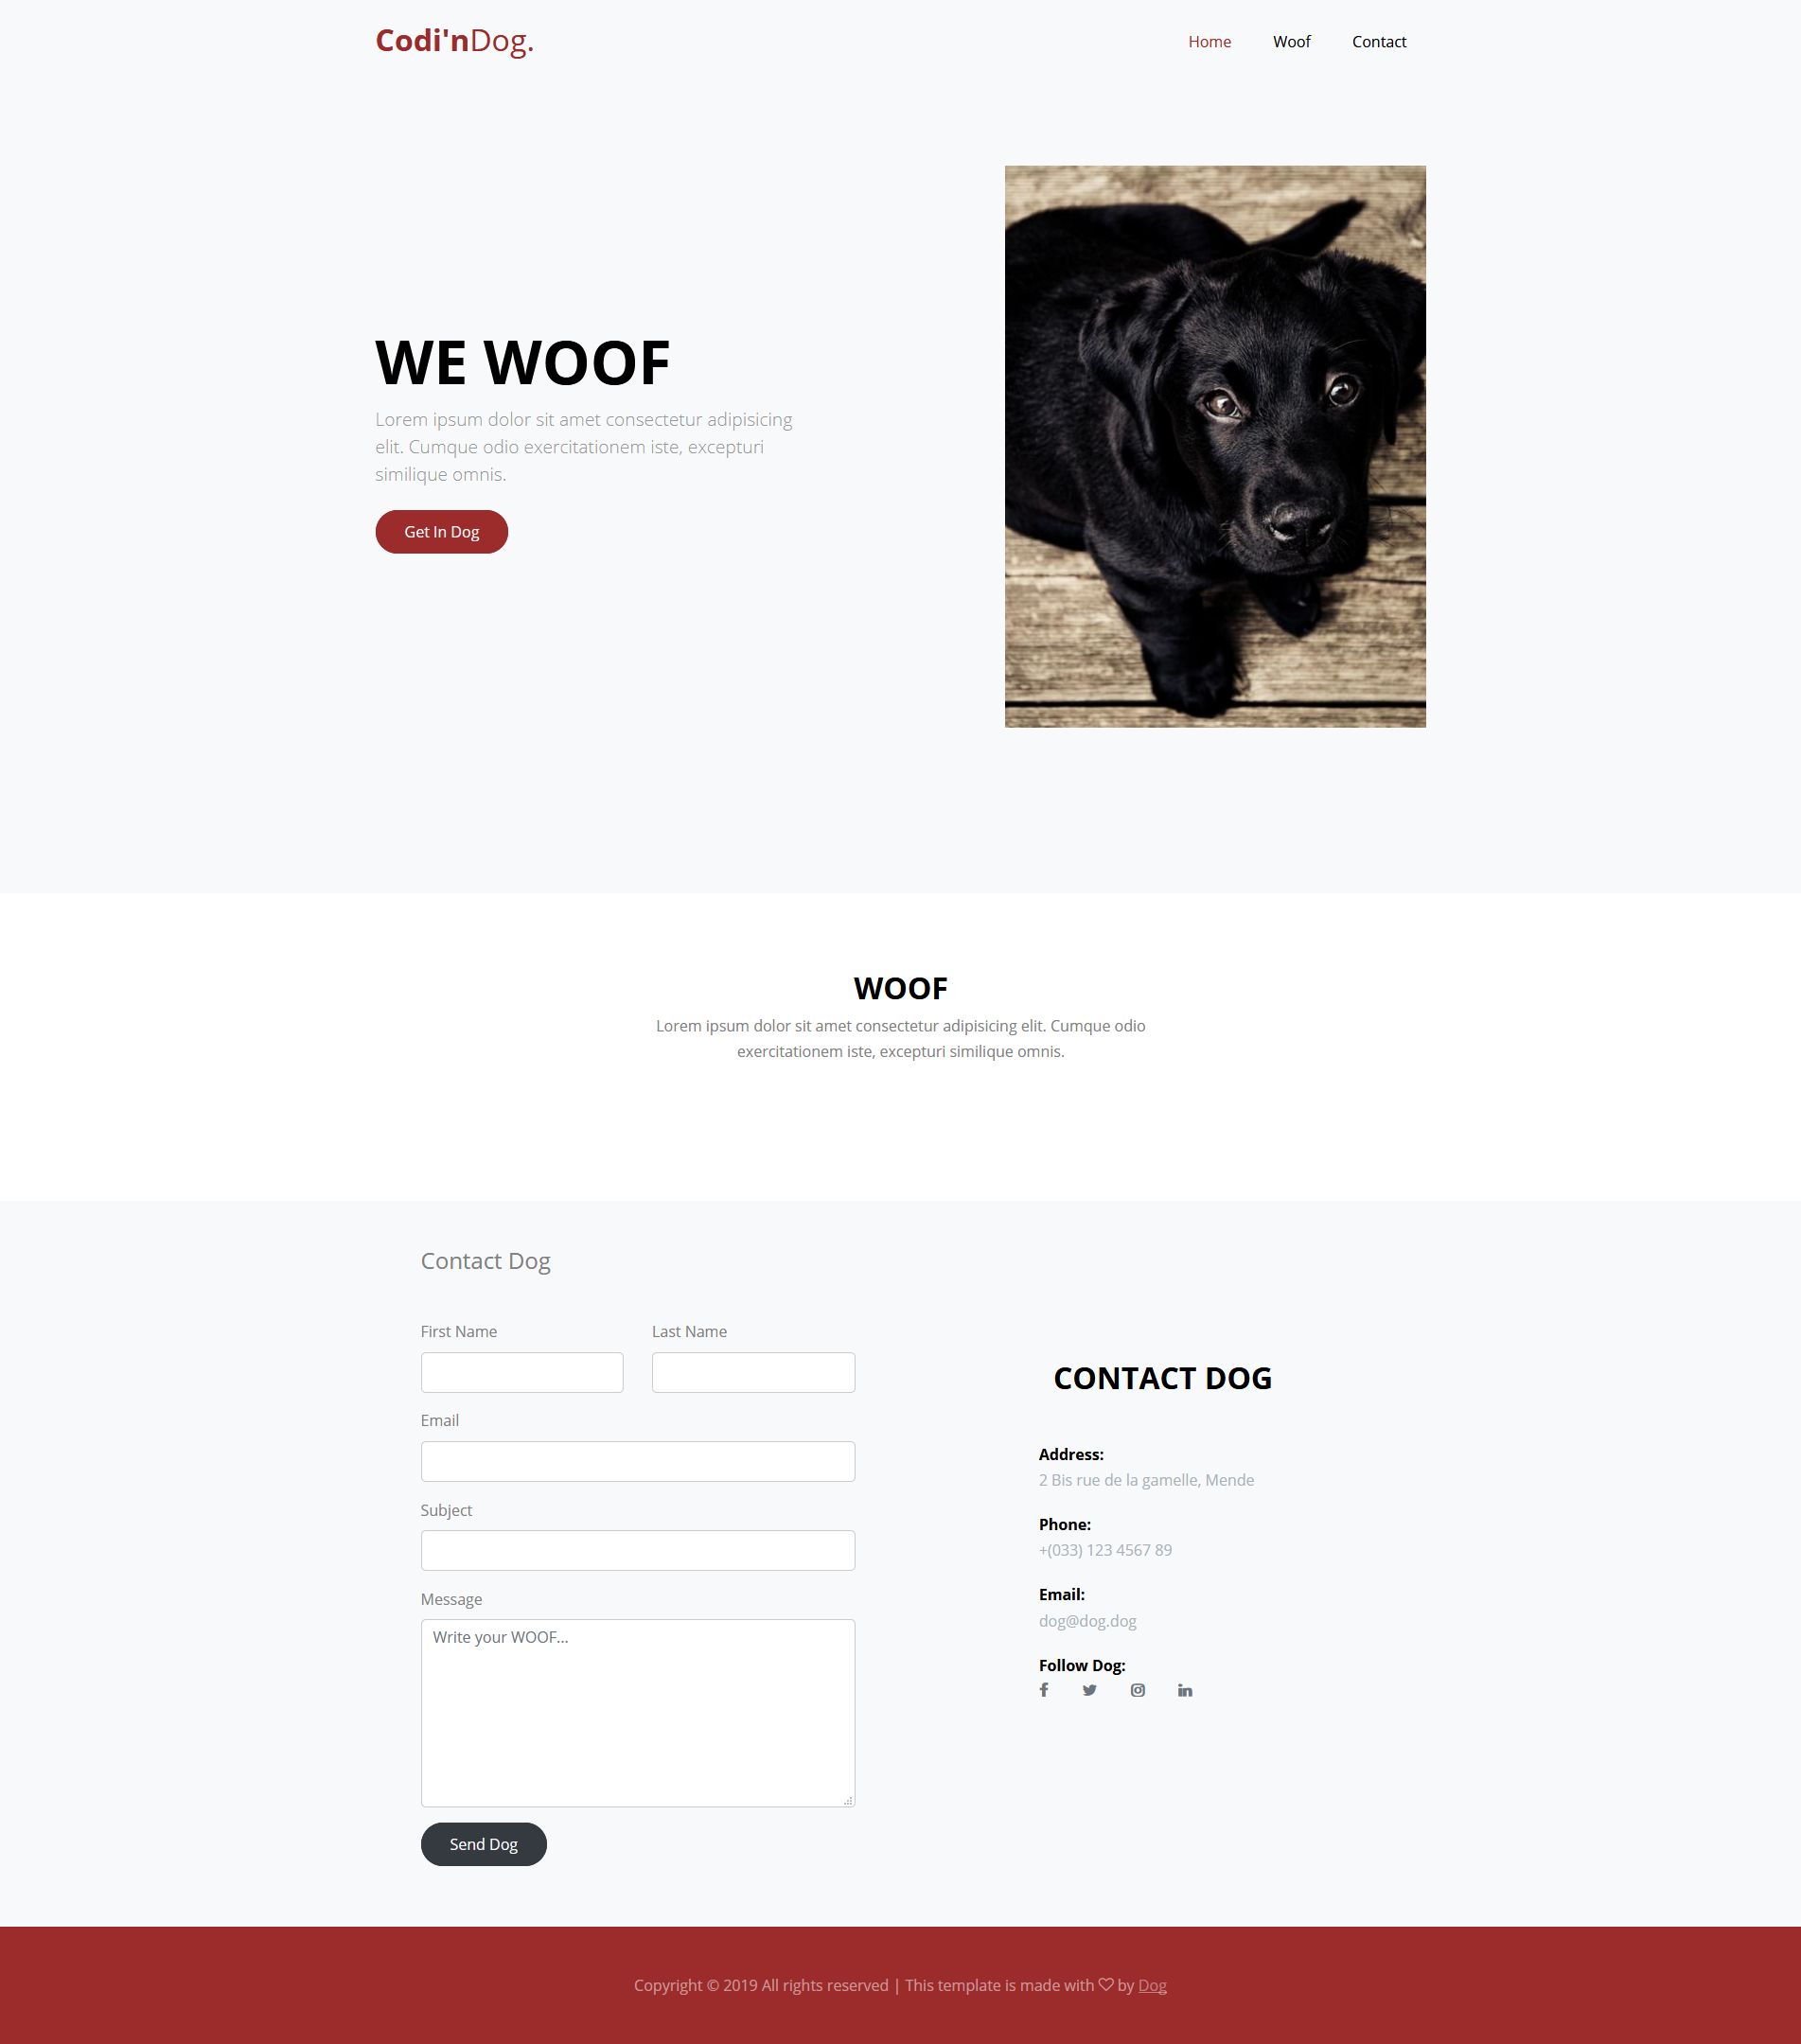 Codi'nDog.
Home
Woof
Contact
WE WOOF
Lorem ipsum dolor sit amet consectetur adipisicing
elit. Cumque odio exercitationem iste, excepturi
similique omnis.
Get In Dog
WOOF
Lorem ipsum dolor sit amet consectetur adipisicing elit. Cumque odio
exercitationem iste, excepturi similique omnis.
Contact Dog
First Name
Last Name
Email
Subject
Message
Write your WOOF...
Send Dog
CONTACT DOG
Address:
2 Bis rue de la gamelle, Mende
Phone:
+(033) 123 4567 89
Email:
dog@dog.dog
Follow Dog:
Copyright © 2019 All rights reserved | This template is made with ♡ by Dog